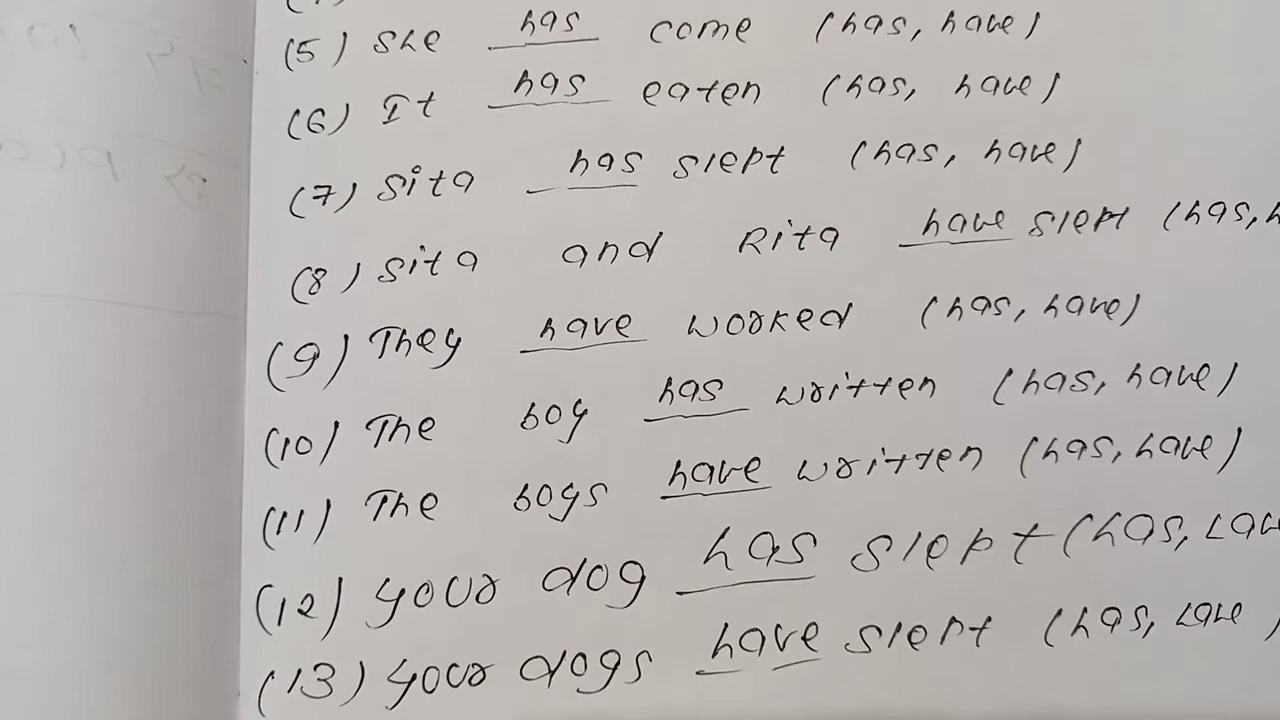 (5) She has come (has, have)
(6) It has eaten (has, have)
(7) Sita has slept (has, have)
(8) Sita and Rita have slept (has, h
(9) They have worked (has, have)
(10) The boy has written (has, have)
(11) The boys have written (has, have)
(12) your dog has slept (has, have
(13) your dogs have slept (has, have)